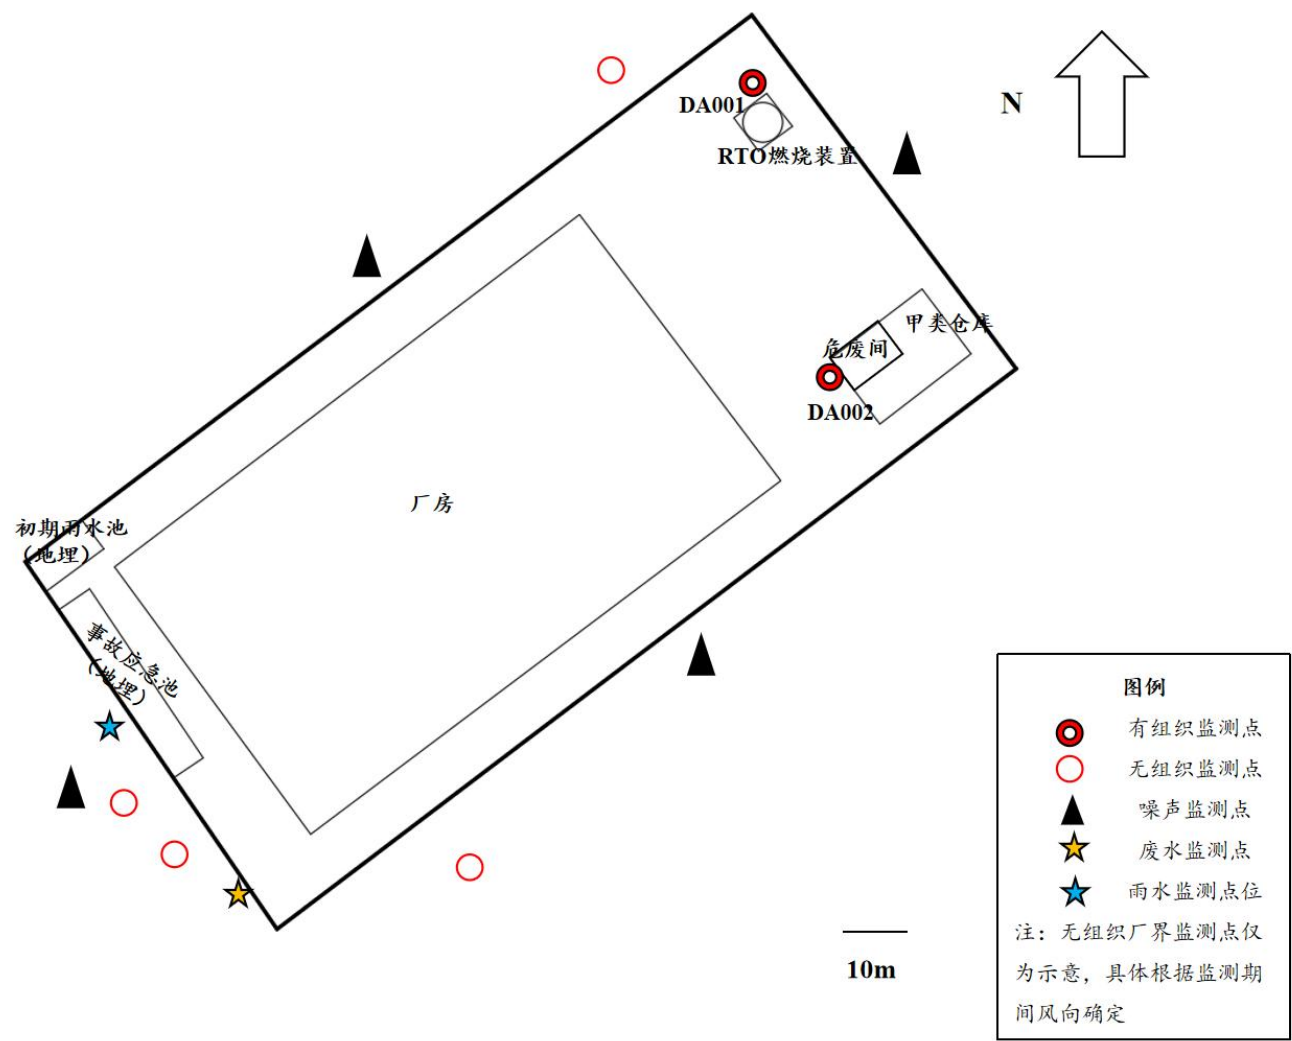 DA001
N
RTO燃烧装置
甲类仓库
危废间
DA002
厂房
初期雨水池
（地埋）
事故应急池
（地埋）
10m
图例
有组织监测点
无组织监测点
噪声监测点
废水监测点
雨水监测点位
注：无组织厂界监测点仅
为示意，具体根据监测期
间风向确定